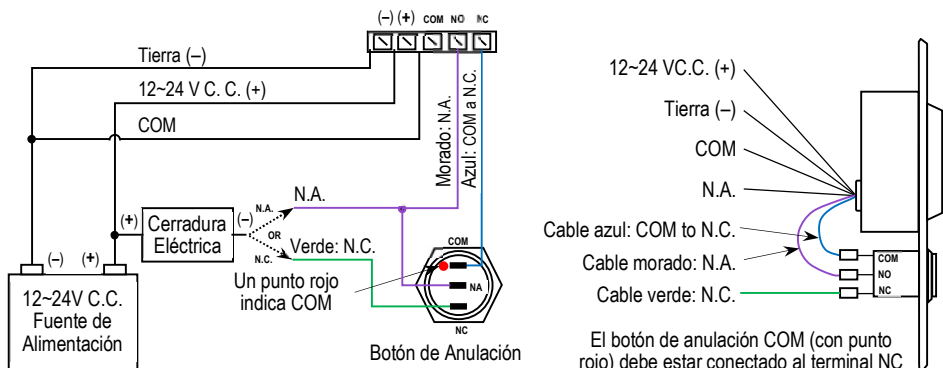 (–) (+) COM NO NC
Tierra (–)
12~24 V C. C. (+)
COM
Morado: N.A.
Azul: COM a N.C.
N.A.
N.A.
(+)
Cerradura
Eléctrica
(–)
OR
N.C.
Verde: N.C.
Un punto rojo
indica COM
COM
NA
NC
Botón de Anulación
(–) (+)
12~24V C.C.
Fuente de
Alimentación
12~24 VC.C. (+)
Tierra (–)
COM
N.A.
Cable azul: COM to N.C.
Cable morado: N.A.
Cable verde: N.C.
COM
NO
NC
El botón de anulación COM (con punto
rojo) debe estar conectado al terminal NC